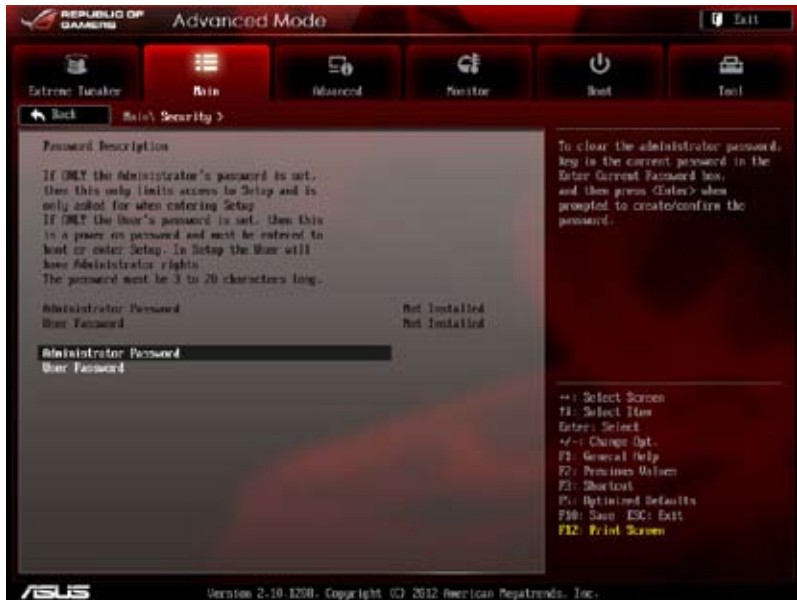 REPUBLIC OF
GAMERS
Advanced Mode
Exit
Extreme Tweaker
Main
Advanced
Monitor
Boot
Tool
Back
Main\ Security >
Password Description
If ONLY the Administrator's password is set,
then this only limits access to Setup and is
only asked for when entering Setup
If ONLY the User's password is set, then this
is a power on password and must be entered to
boot or enter Setup. In Setup the User will
have Administrator rights
The password must be 3 to 20 characters long.
Administrator Password
Not Installed
User Password
Not Installed
Administrator Password
User Password
To clear the administrator password,
key in the current password in the
Enter Current Password box,
and then press <Enter> when
prompted to create/confirm the
password.
↔: Select Screen
↑↓: Select Item
Enter: Select
+/-: Change Opt.
F1: General Help
F2: Previous Values
F3: Shortcut
F5: Optimized Defaults
F10: Save ESC: Exit
F12: Print Screen
ASUS
Version 2.10.1208. Copyright (C) 2012 American Megatrends, Inc.